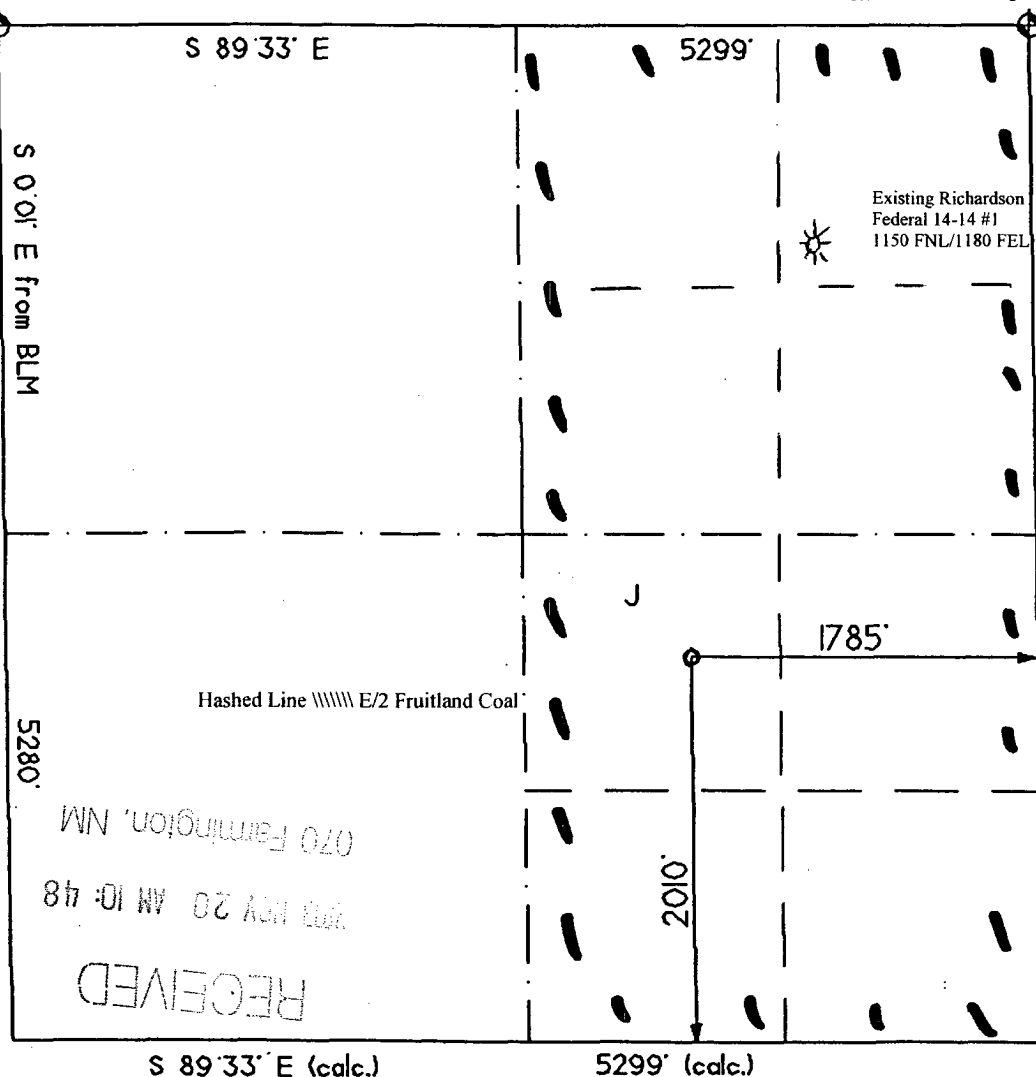 S 89°33' E 5299'
S 0°01' E from BLM
Existing Richardson
Federal 14-14 #1
1150 FNL/1180 FEL
J
1785'
Hashed Line \\\\\\\ E/2 Fruitland Coal
5280'
2010'
070 Farmington, NM
20 AM 10: 48
RECEIVED
S 89°33' E (calc.) 5299' (calc.)